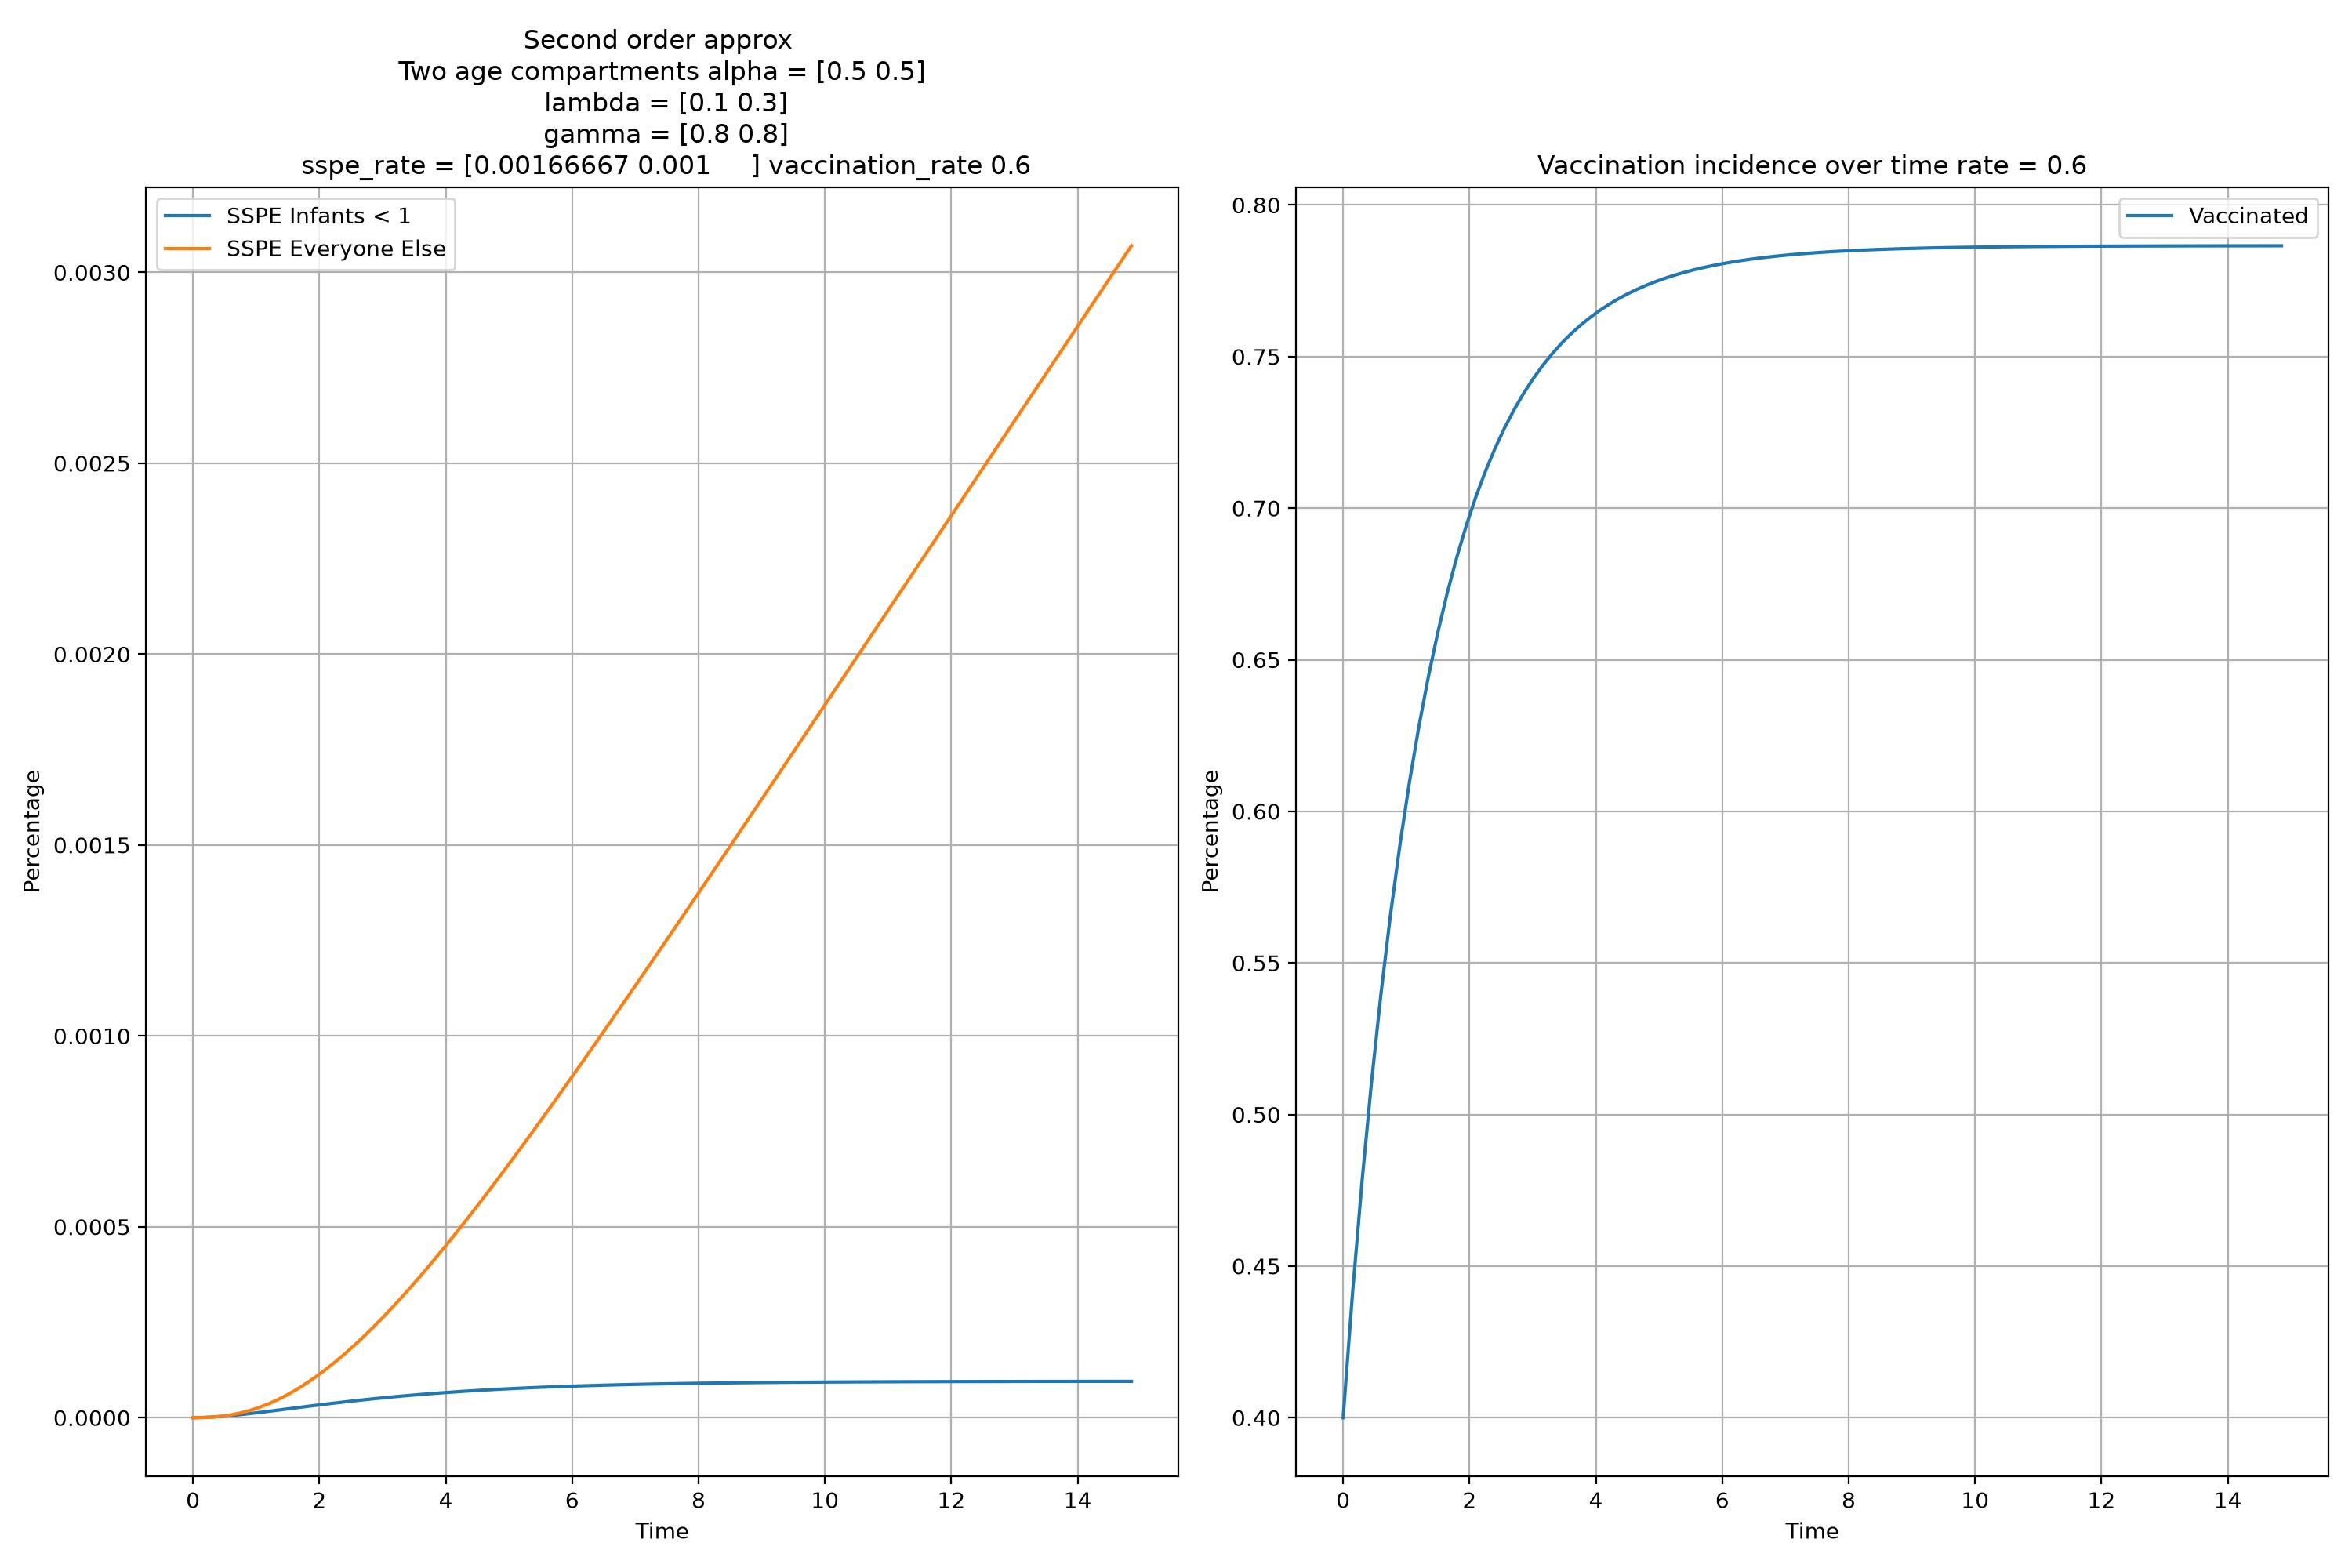 Second order approx
Two age compartments alpha = [0.5 0.5]
lambda = [0.1 0.3]
gamma = [0.8 0.8]
sspe_rate = [0.00166667 0.001     ] vaccination_rate 0.6
SSPE Infants < 1
SSPE Everyone Else
0.0030
0.0025
0.0020
0.0015
0.0010
0.0005
0.0000
Percentage
0 2 4 6 8 10 12 14
Time
Vaccination incidence over time rate = 0.6
Vaccinated
0.80
0.75
0.70
0.65
0.60
0.55
0.50
0.45
0.40
Percentage
0 2 4 6 8 10 12 14
Time